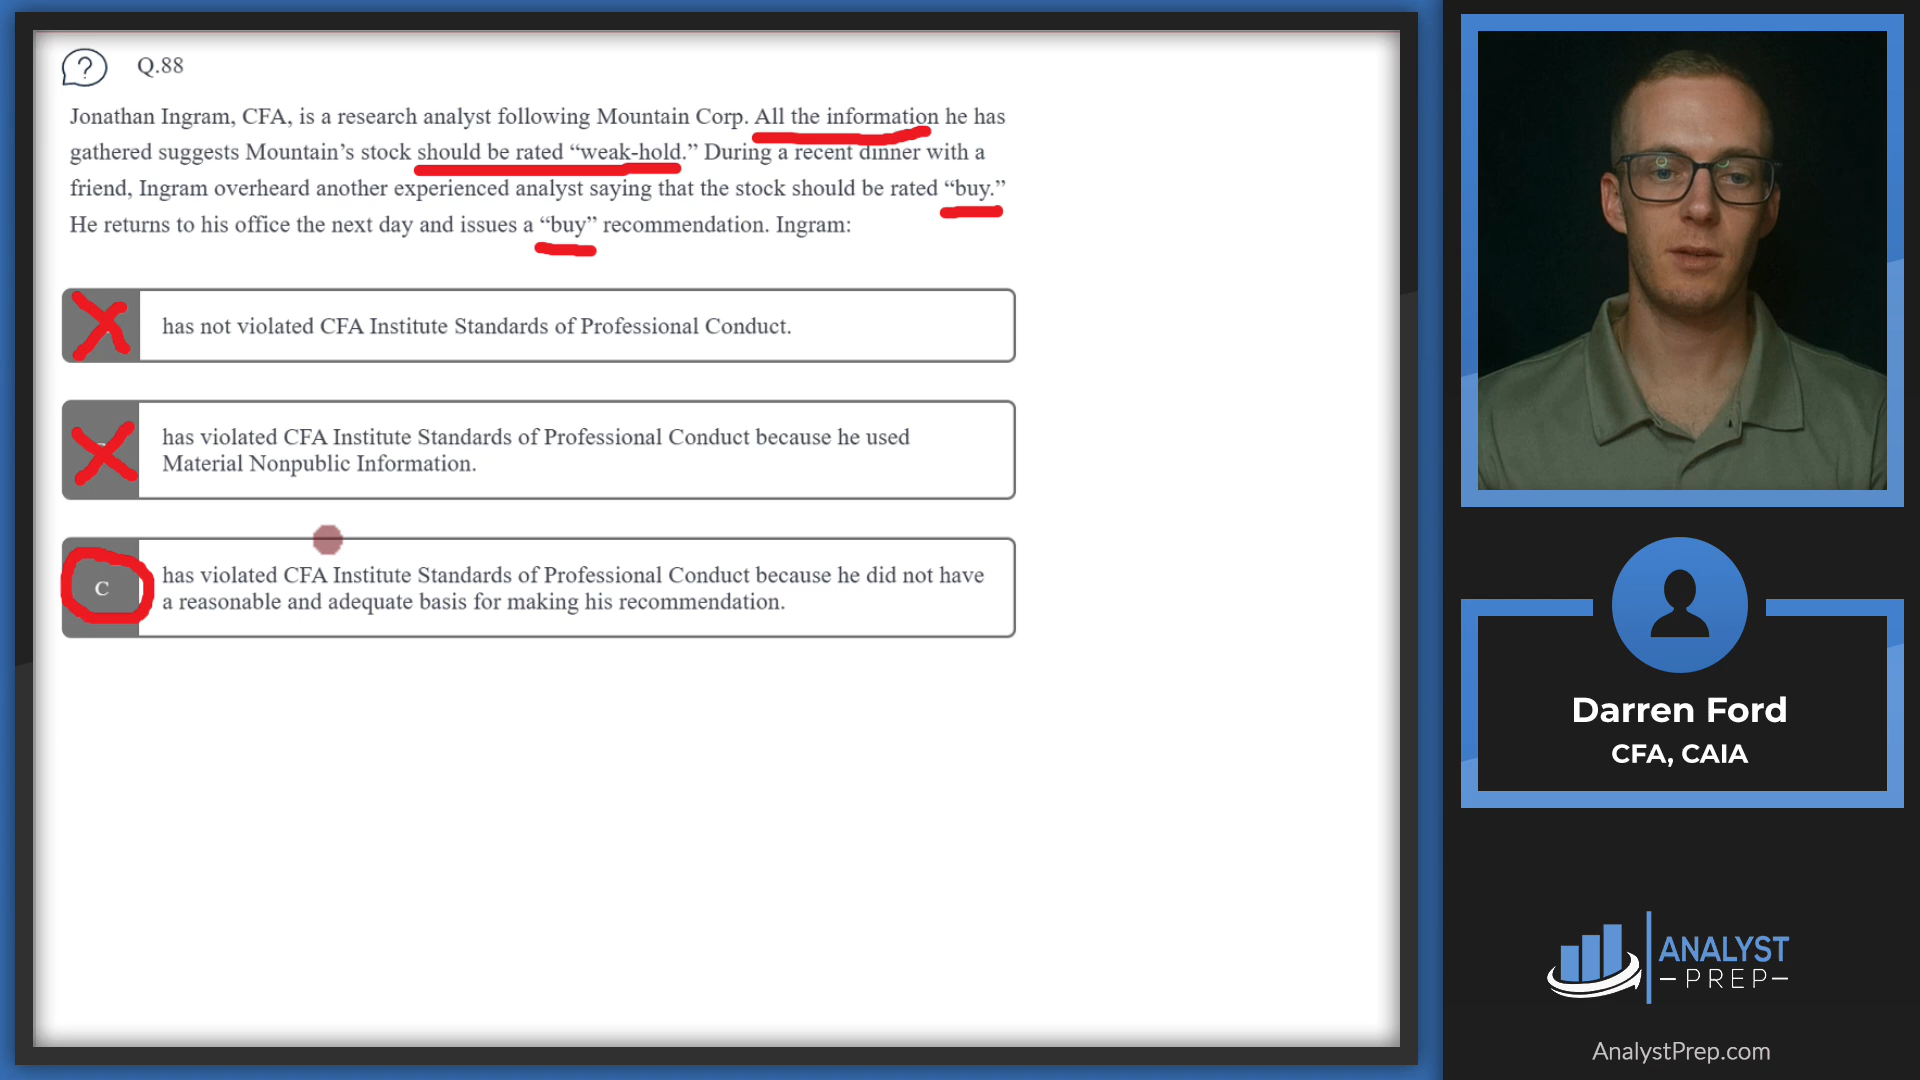 ?
Q.88
Jonathan Ingram, CFA, is a research analyst following Mountain Corp. All the information he has
gathered suggests Mountain’s stock should be rated “weak-hold.” During a recent dinner with a
friend, Ingram overheard another experienced analyst saying that the stock should be rated “buy.”
He returns to his office the next day and issues a “buy” recommendation. Ingram:
has not violated CFA Institute Standards of Professional Conduct.
has violated CFA Institute Standards of Professional Conduct because he used
Material Nonpublic Information.
C
has violated CFA Institute Standards of Professional Conduct because he did not have
a reasonable and adequate basis for making his recommendation.
Darren Ford
CFA, CAIA
ANALYST
PREP
AnalystPrep.com